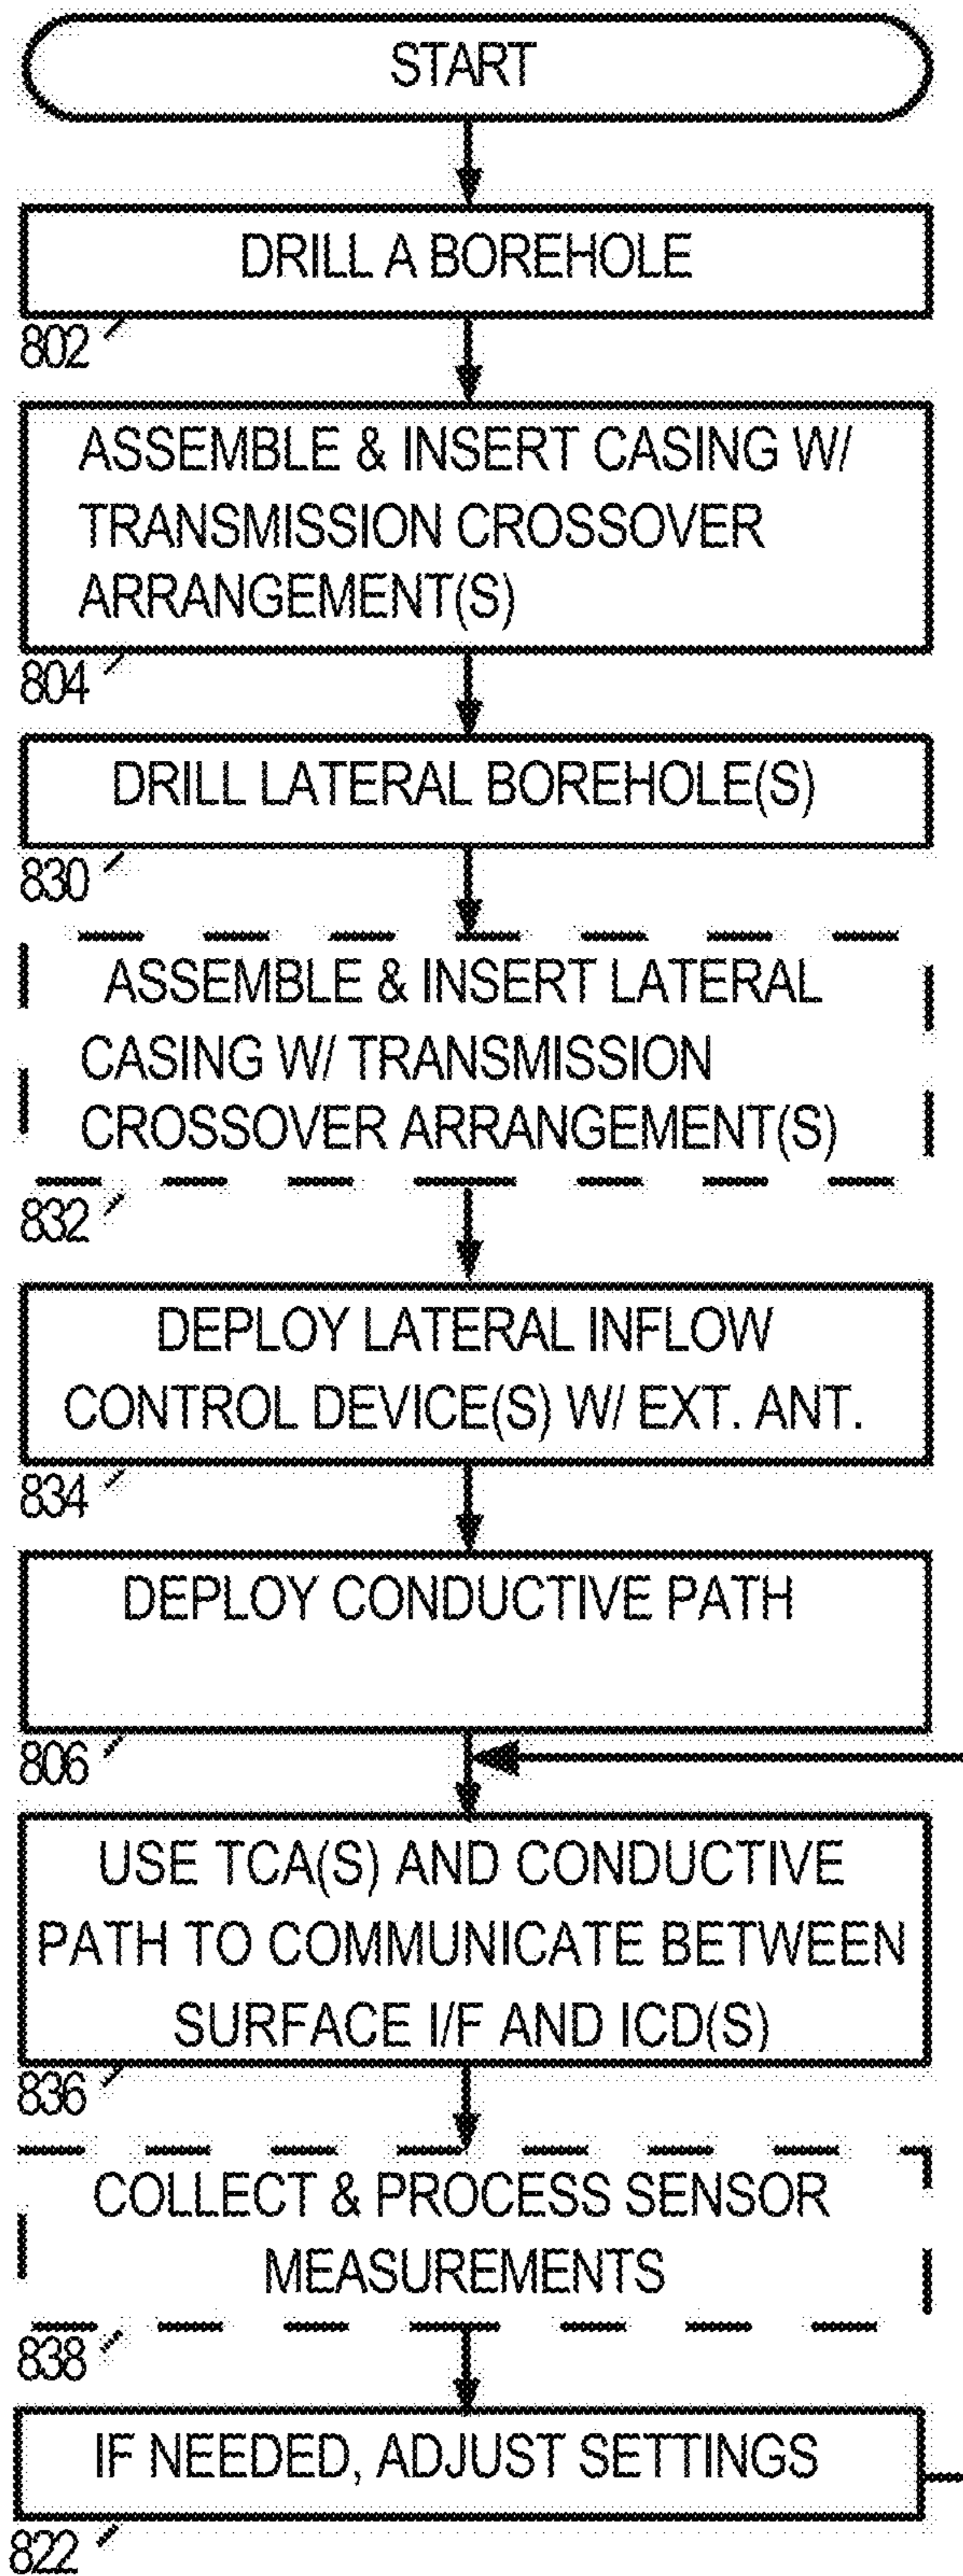 START
DRILL A BOREHOLE
802
ASSEMBLE & INSERT CASING W/
TRANSMISSION CROSSOVER
ARRANGEMENT(S)
804
DRILL LATERAL BOREHOLE(S)
830
ASSEMBLE & INSERT LATERAL
CASING W/ TRANSMISSION
CROSSOVER ARRANGEMENT(S)
832
DEPLOY LATERAL INFLOW
CONTROL DEVICE(S) W/ EXT. ANT.
834
DEPLOY CONDUCTIVE PATH
806
USE TCA(S) AND CONDUCTIVE
PATH TO COMMUNICATE BETWEEN
SURFACE I/F AND ICD(S)
836
COLLECT & PROCESS SENSOR
MEASUREMENTS
838
IF NEEDED, ADJUST SETTINGS
822